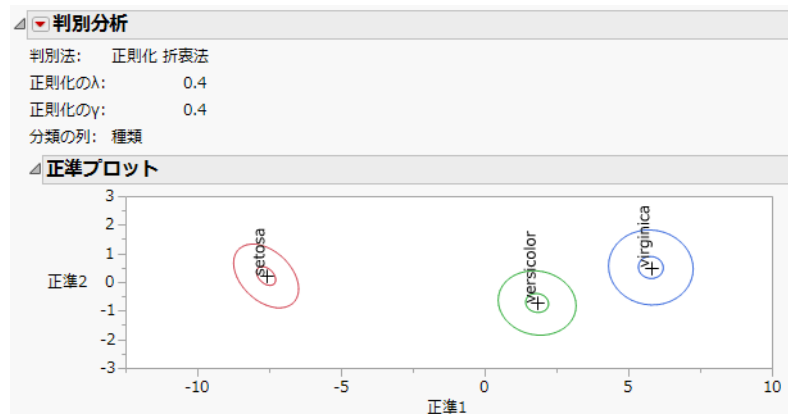 判別分析
判別法: 正則化 折衷法
正則化のλ: 0.4
正則化のγ: 0.4
分類の列: 種類
正準プロット
3
2
1
0
-1
-2
-3
正準2
setosa
versicolor
virginica
-10 -5 0 5 10
正準1